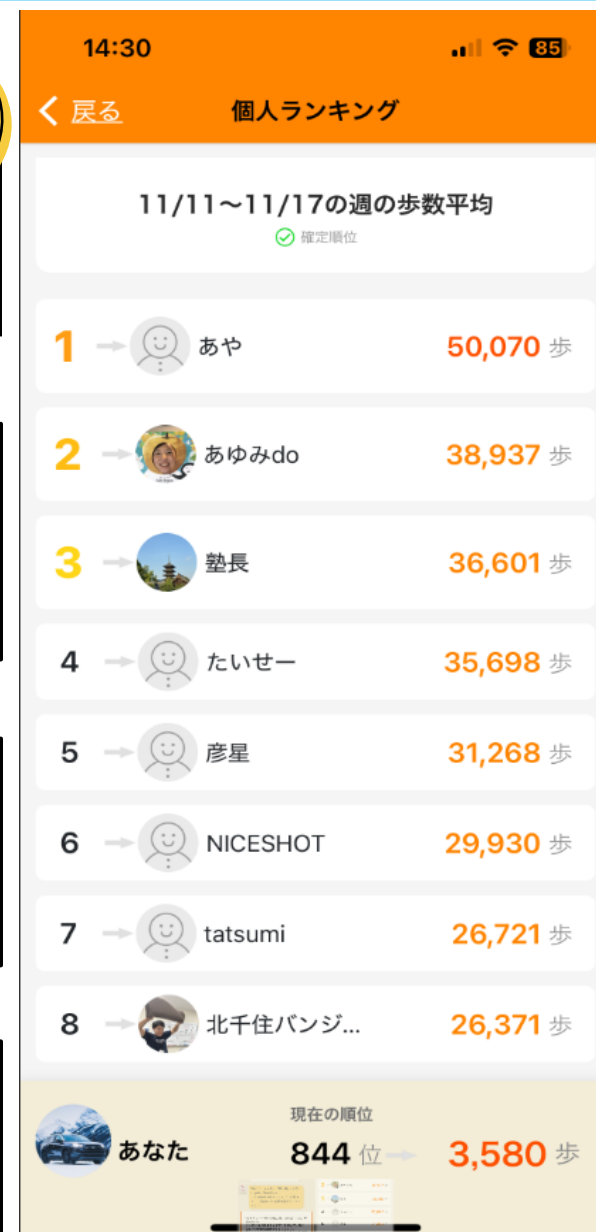 14:30
85
戻る
個人ランキング
11/11～11/17の週の歩数平均
確定順位
1 あや 50,070 歩
2 あゆみdo 38,937 歩
3 塾長 36,601 歩
4 たいせー 35,698 歩
5 彦星 31,268 歩
6 NICESHOT 29,930 歩
7 tatsumi 26,721 歩
8 北千住バンジ... 26,371 歩
現在の順位
あなた 844 位 3,580 歩